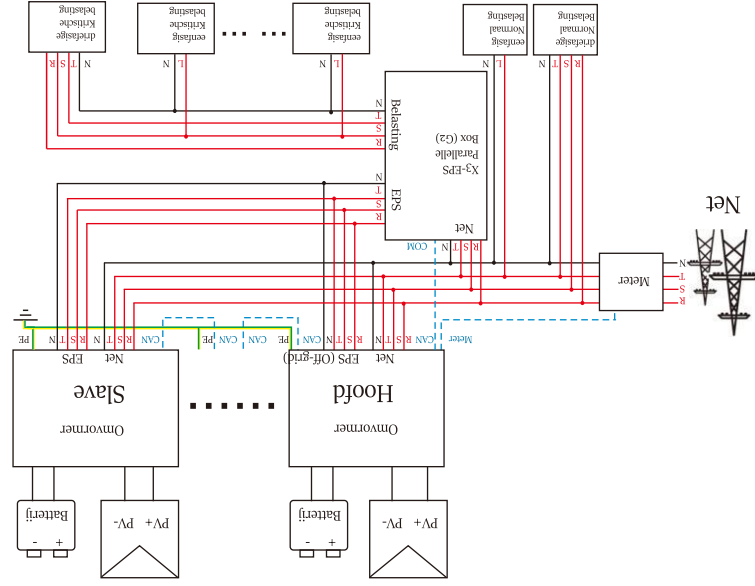 + -
Batterij
PV+ PV-
+ -
Batterij
PV+ PV-
Omvormer
Hoofd
Net EPS (Off-grid)
Meter CAN R S T N R S T N CAN PE
Omvormer
Slave
Net EPS
CAN CAN PE CAN R S T N R S T N PE
R
S
T
N
Net
Meter
R S T N
COM
Net
X3-EPS
Parallelle
Box (G2)
EPS
R
S
T
N
Belasting
R
S
T
N
R S T N
driefasige
Normaal
Belasting
L N
eenfasig
Normaal
Belasting
L N
eenfasig
Kritische
belasting
L N
eenfasig
Kritische
belasting
N T S R
driefasige
Kritische
belasting